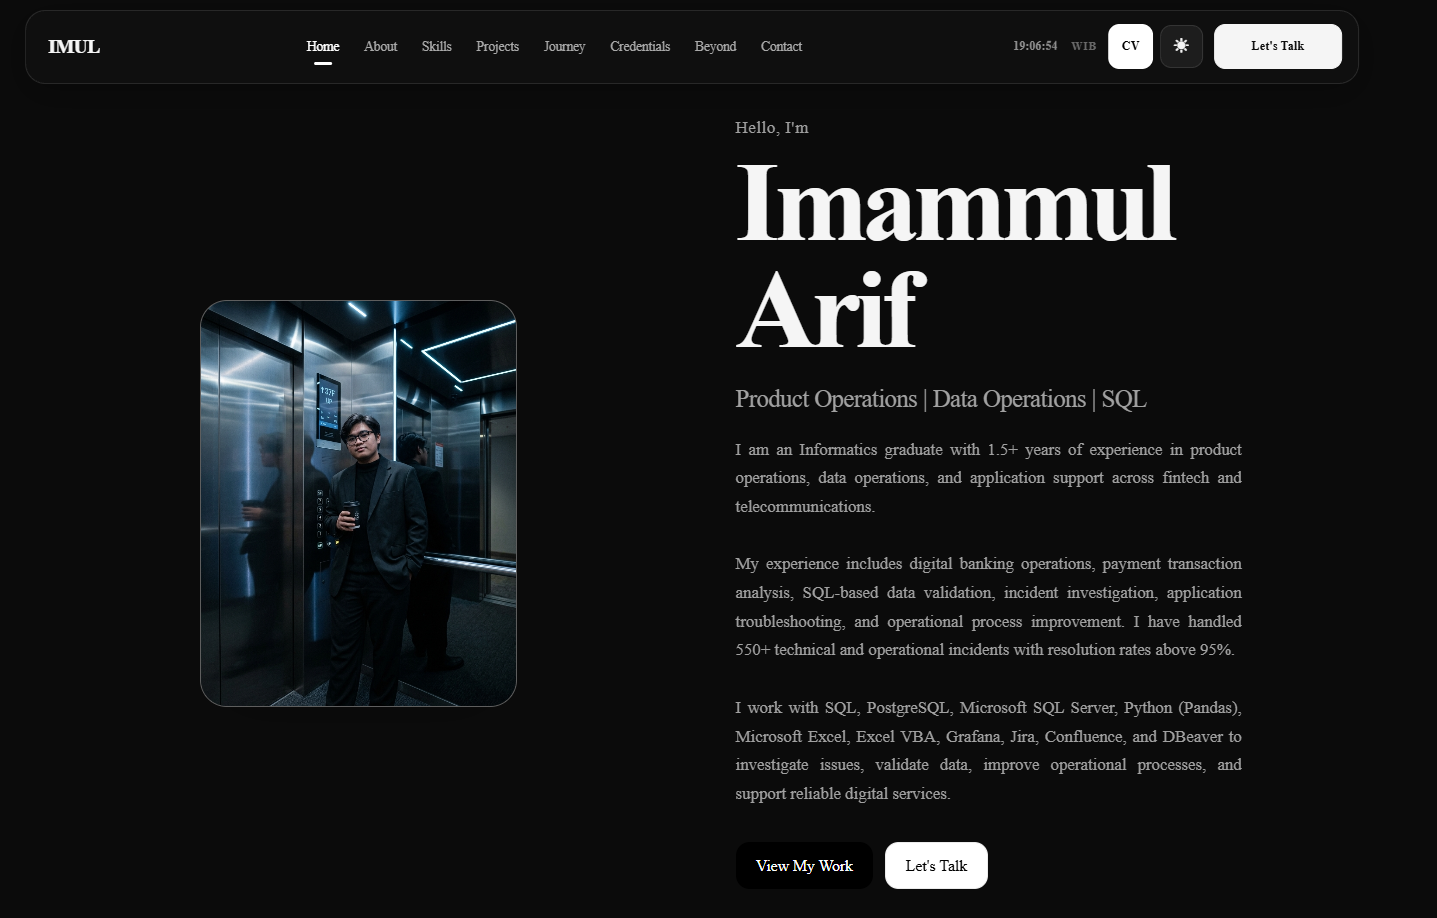 IMUL
Home About Skills Projects Journey Credentials Beyond Contact
19:06:54 WIB CV Let's Talk
Hello, I'm
Imammul
Arif
Product Operations | Data Operations | SQL
I am an Informatics graduate with 1.5+ years of experience in product
operations, data operations, and application support across fintech and
telecommunications.
My experience includes digital banking operations, payment transaction
analysis, SQL-based data validation, incident investigation, application
troubleshooting, and operational process improvement. I have handled
550+ technical and operational incidents with resolution rates above 95%.
I work with SQL, PostgreSQL, Microsoft SQL Server, Python (Pandas),
Microsoft Excel, Excel VBA, Grafana, Jira, Confluence, and DBeaver to
investigate issues, validate data, improve operational processes, and
support reliable digital services.
View My Work Let's Talk